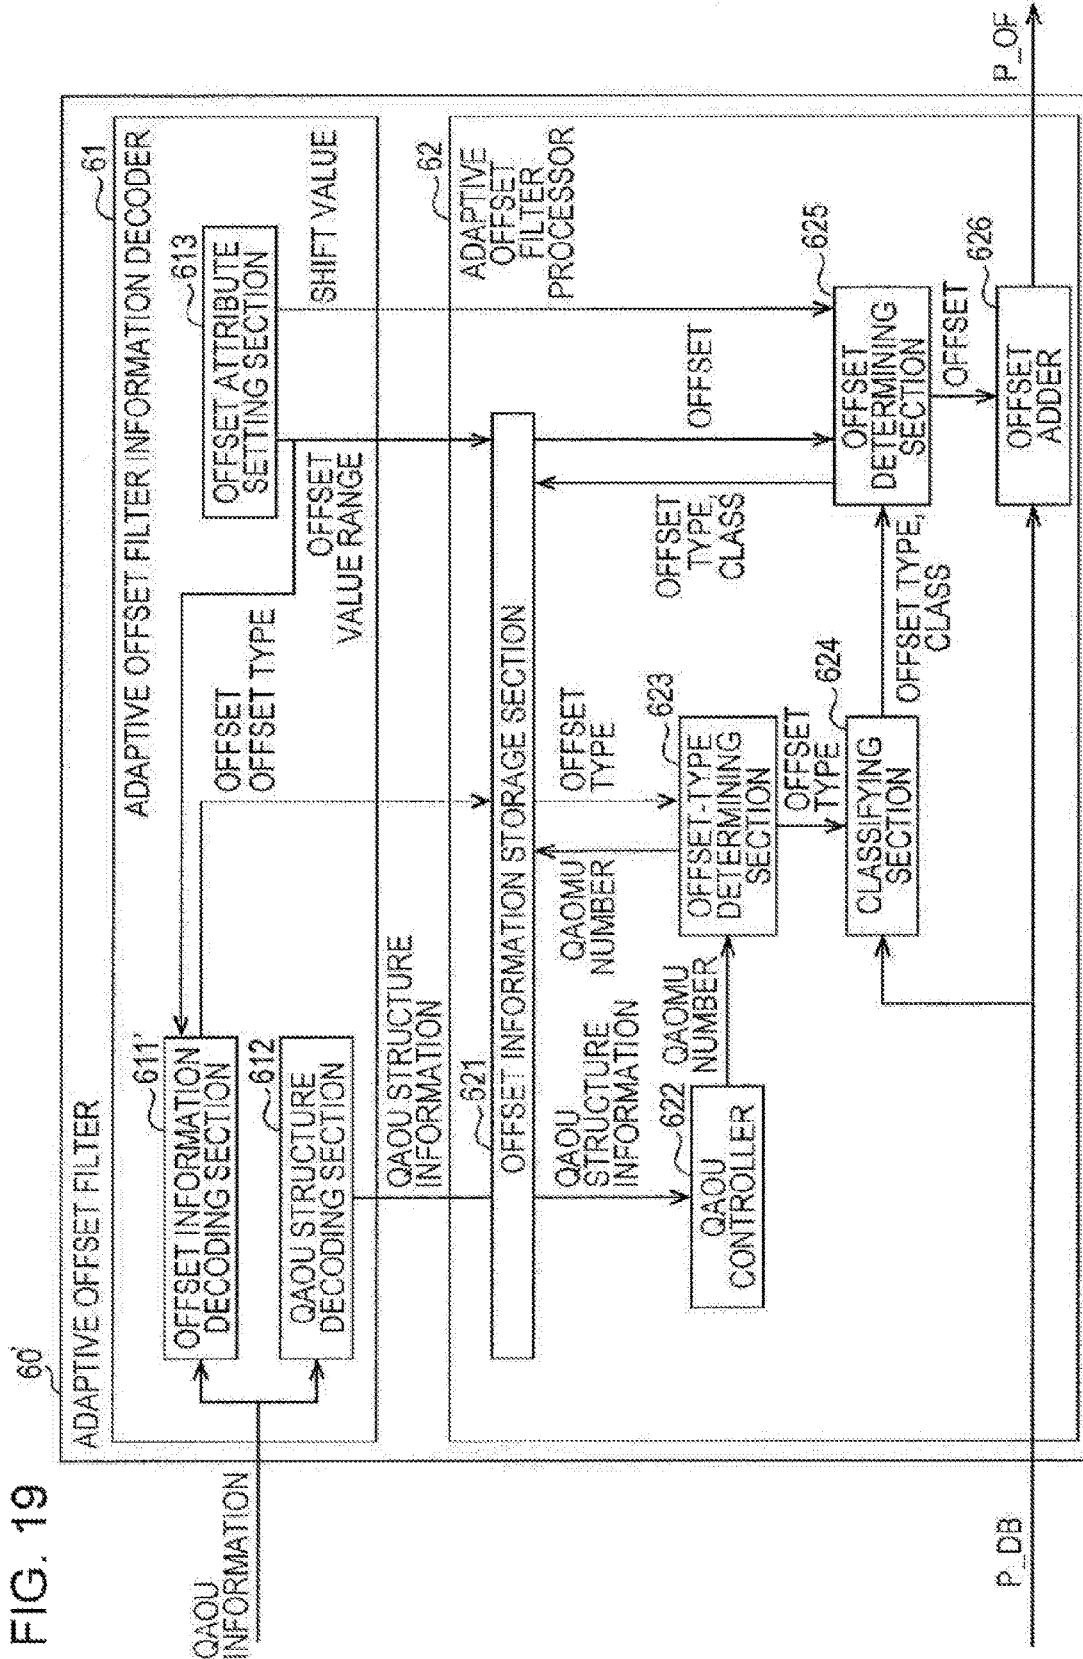 FIG. 19
60'
ADAPTIVE OFFSET FILTER
61
ADAPTIVE OFFSET FILTER INFORMATION DECODER
QAOU
INFORMATION
611'
OFFSET INFORMATION
DECODING SECTION
612
QAOU STRUCTURE
DECODING SECTION
613
OFFSET ATTRIBUTE
SETTING SECTION
OFFSET
OFFSET TYPE
OFFSET
VALUE RANGE
SHIFT VALUE
QAOU STRUCTURE
INFORMATION
62
ADAPTIVE
OFFSET
FILTER
PROCESSOR
621
OFFSET INFORMATION STORAGE SECTION
QAOU
STRUCTURE
INFORMATION
622
QAOU
CONTROLLER
QAOMU
NUMBER
QAOMU
NUMBER
OFFSET
TYPE
623
OFFSET-TYPE
DETERMINING
SECTION
OFFSET
TYPE
624
CLASSIFYING
SECTION
OFFSET TYPE,
CLASS
OFFSET
TYPE,
CLASS
OFFSET
625
OFFSET
DETERMINING
SECTION
OFFSET
626
OFFSET
ADDER
P_DB
P_OF